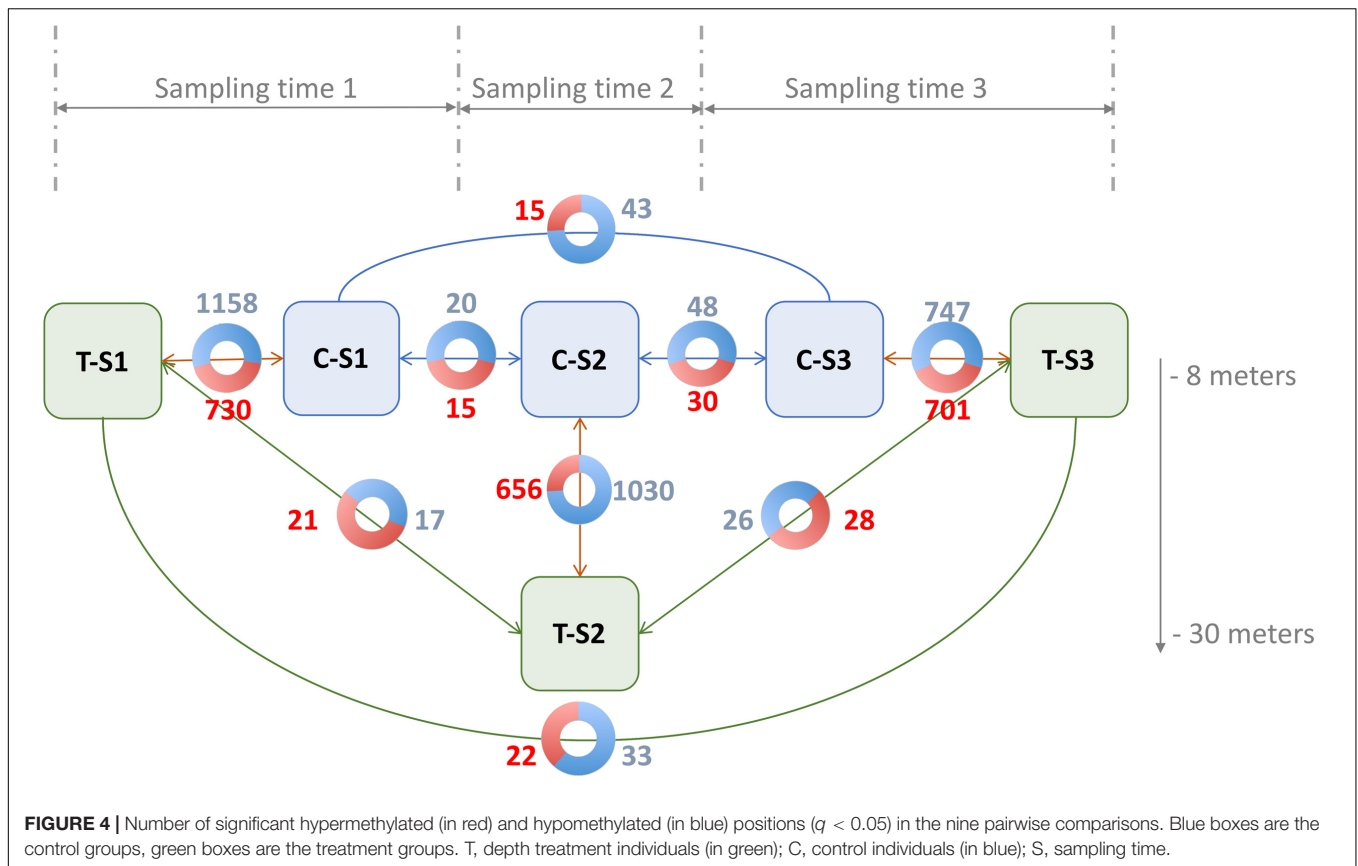 Sampling time 1
Sampling time 2
Sampling time 3
15
43
1158
20
48
747
T-S1
C-S1
C-S2
C-S3
T-S3
- 8 meters
730
15
30
701
656
1030
21
17
26
28
T-S2
- 30 meters
22
33
FIGURE 4 | Number of significant hypermethylated (in red) and hypomethylated (in blue) positions (q < 0.05) in the nine pairwise comparisons. Blue boxes are the
control groups, green boxes are the treatment groups. T, depth treatment individuals (in green); C, control individuals (in blue); S, sampling time.